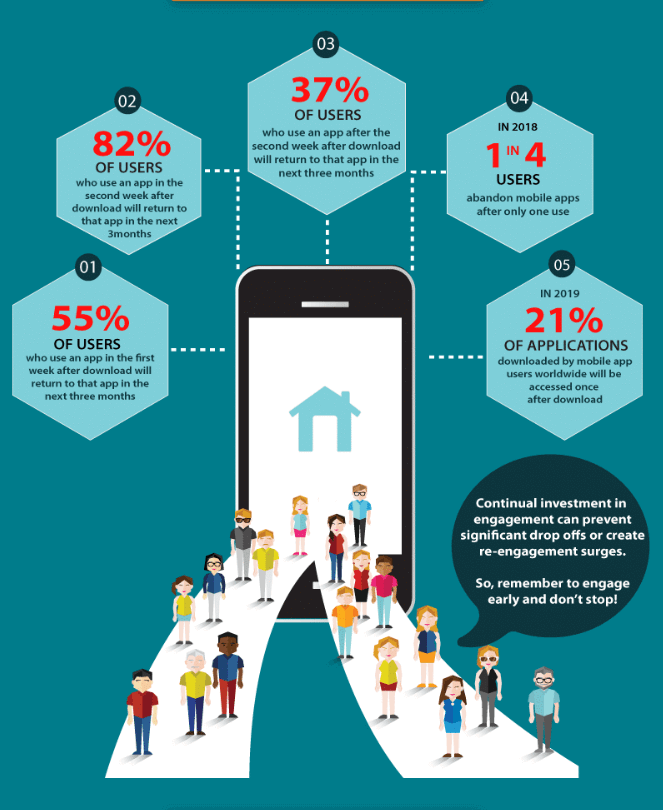 01
55%
OF USERS
who use an app in the first
week after download will
return to that app in the
next three months
02
82%
OF USERS
who use an app in the
second week after
download will return to
that app in the next
3months
03
37%
OF USERS
who use an app after the
second week after download
will return to that app in the
next three months
04
IN 2018
1 IN 4
USERS
abandon mobile apps
after only one use
05
IN 2019
21%
OF APPLICATIONS
downloaded by mobile app
users worldwide will be
accessed once
after download
Continual investment in
engagement can prevent
significant drop offs or create
re-engagement surges.
So, remember to engage
early and don't stop!